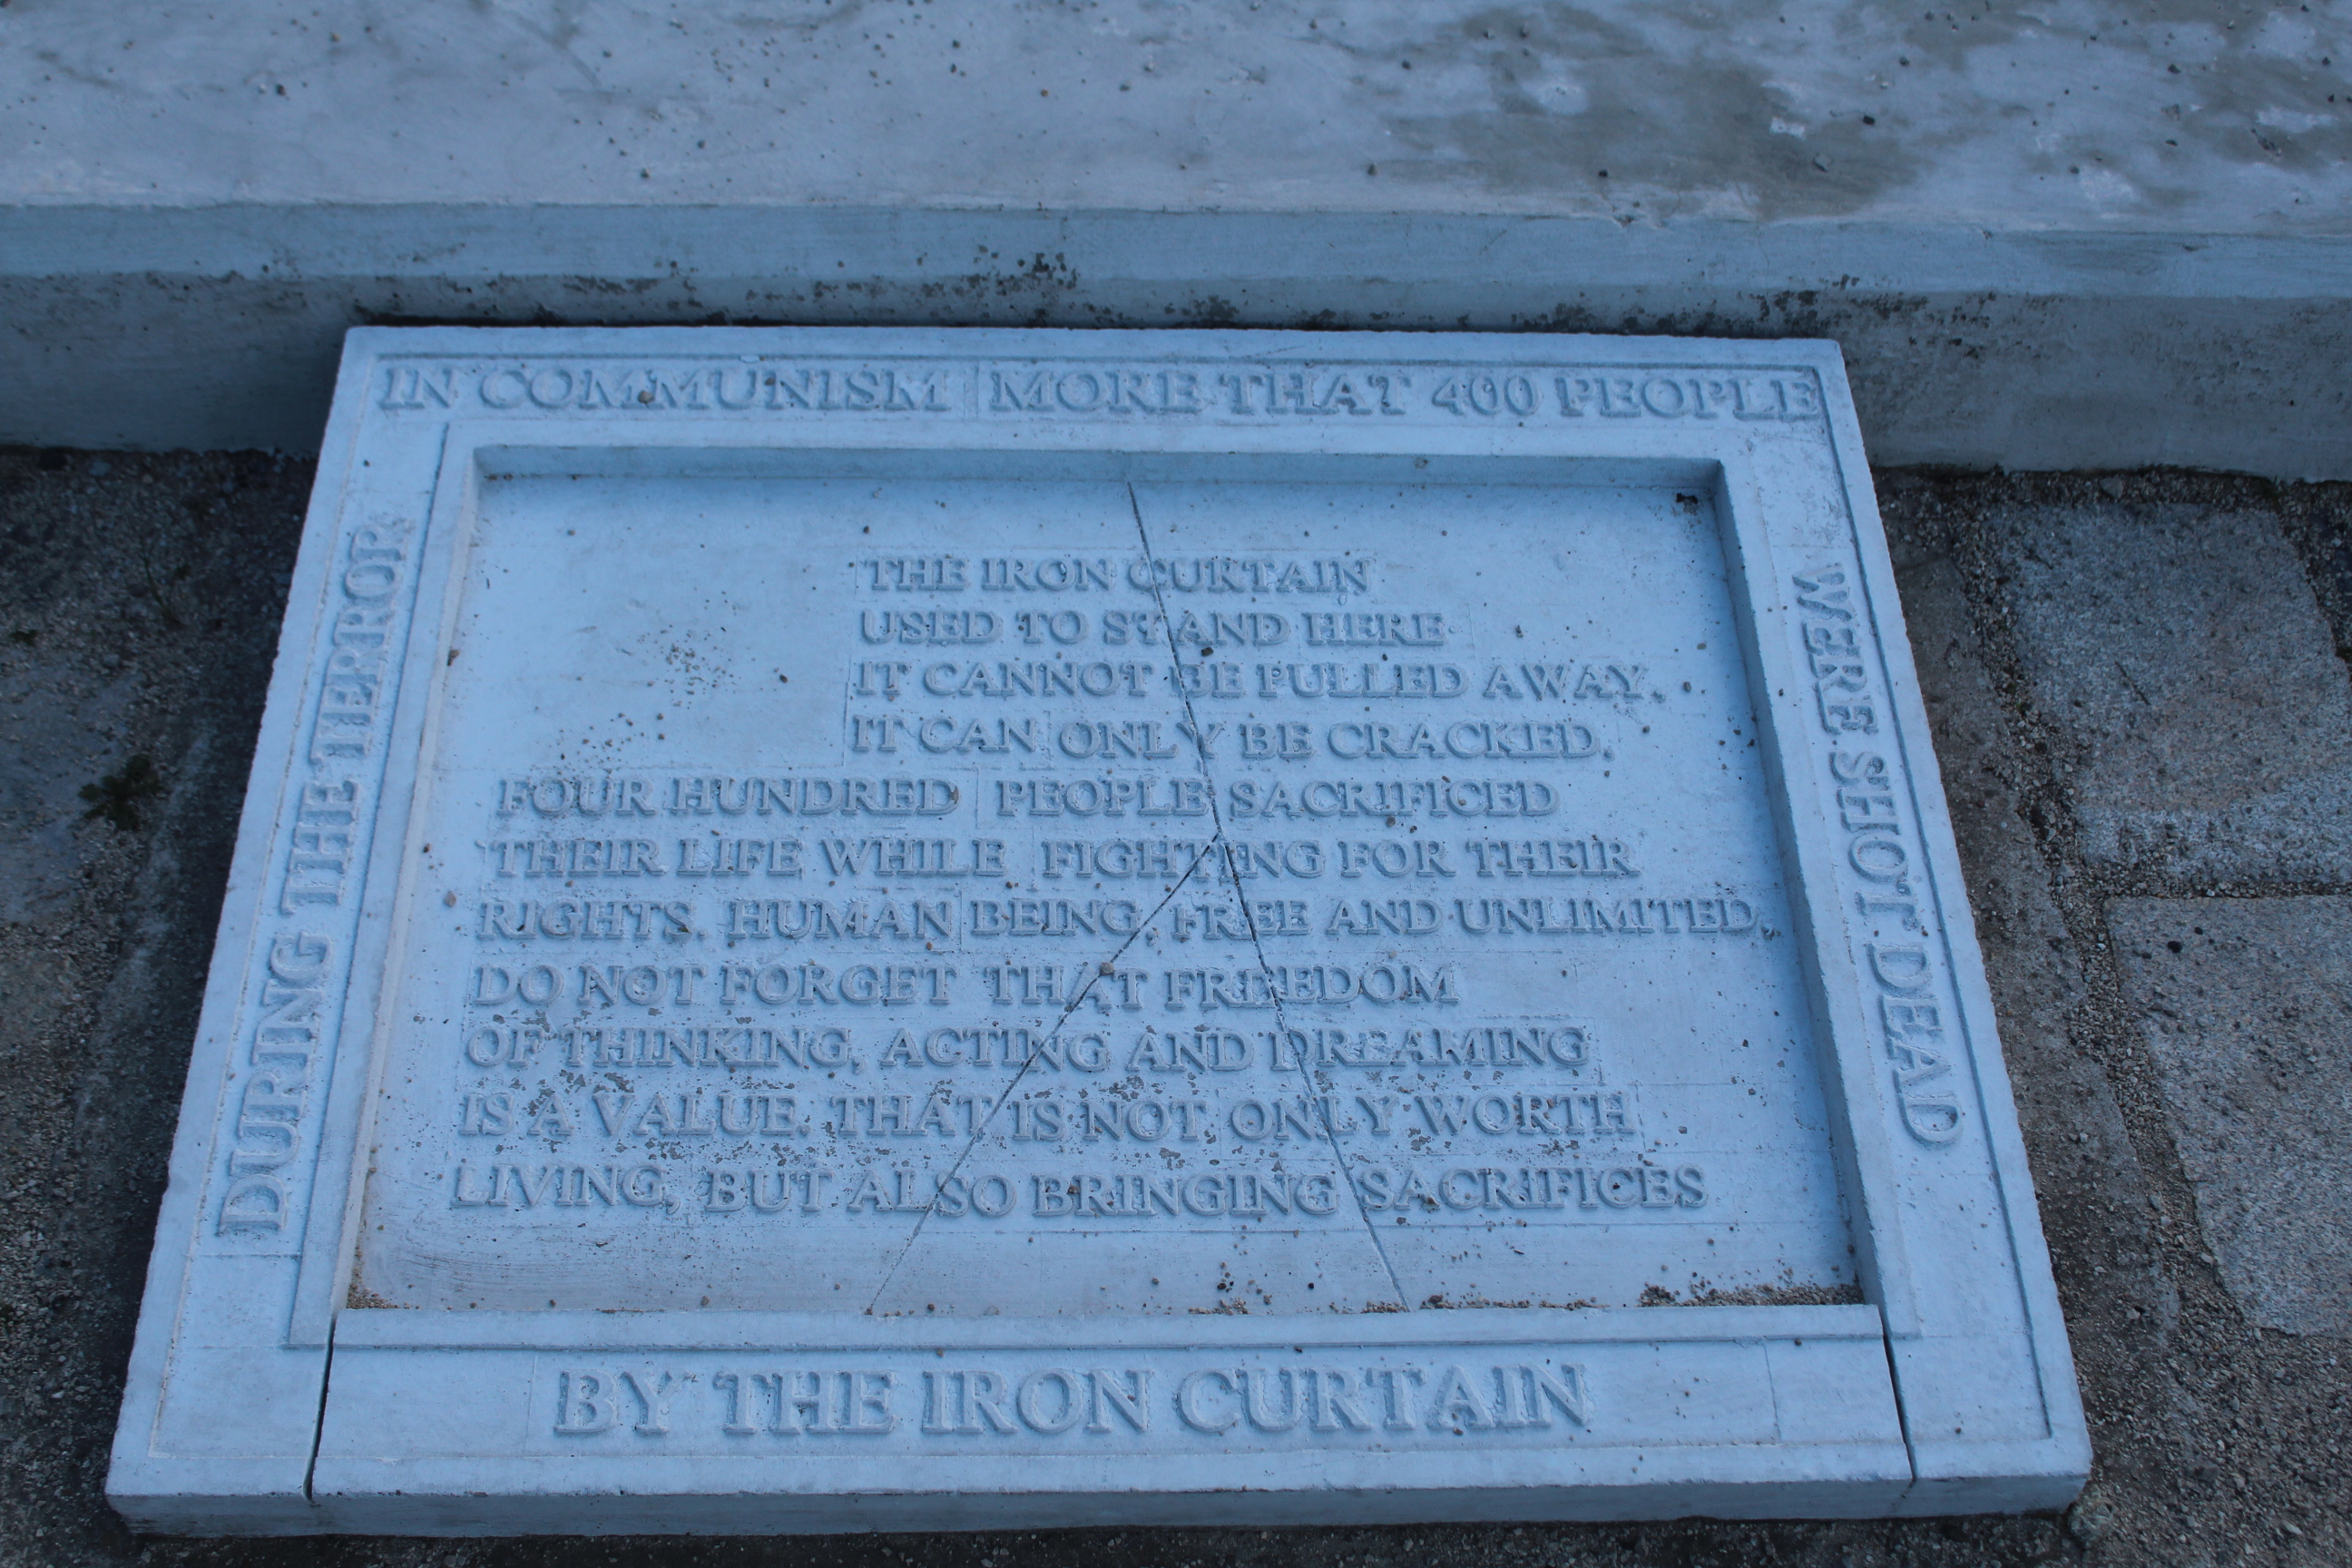 DURING THE TERROR,
IN COMMUNISM MORE THAT 400 PEOPLE
WERE SHOT DEAD
BY THE IRON CURTAIN
THE IRON CURTAIN
USED TO STAND HERE
IT CANNOT BE PULLED AWAY,
IT CAN ONLY BE CRACKED.
FOUR HUNDRED PEOPLE SACRIFICED
THEIR LIFE WHILE FIGHTING FOR THEIR
RIGHTS. HUMAN BEING, FREE AND UNLIMITED,
DO NOT FORGET THAT FREEDOM
OF THINKING, ACTING AND DREAMING
IS A VALUE. THAT IS NOT ONLY WORTH
LIVING, BUT ALSO BRINGING SACRIFICES